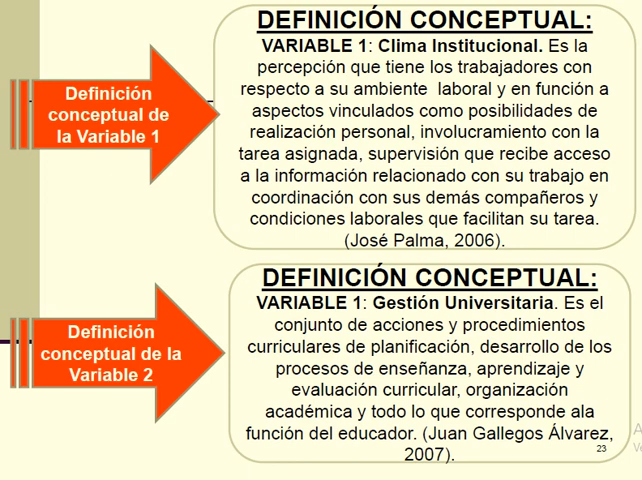 Definición
conceptual de
la Variable 1
DEFINICIÓN CONCEPTUAL:
VARIABLE 1: Clima Institucional. Es la
percepción que tiene los trabajadores con
respecto a su ambiente laboral y en función a
aspectos vinculados como posibilidades de
realización personal, involucramiento con la
tarea asignada, supervisión que recibe acceso
a la información relacionado con su trabajo en
coordinación con sus demás compañeros y
condiciones laborales que facilitan su tarea.
(José Palma, 2006).
Definición
conceptual de la
Variable 2
DEFINICIÓN CONCEPTUAL:
VARIABLE 1: Gestión Universitaria. Es el
conjunto de acciones y procedimientos
curriculares de planificación, desarrollo de los
procesos de enseñanza, aprendizaje y
evaluación curricular, organización
académica y todo lo que corresponde ala
función del educador. (Juan Gallegos Álvarez,
2007).
23